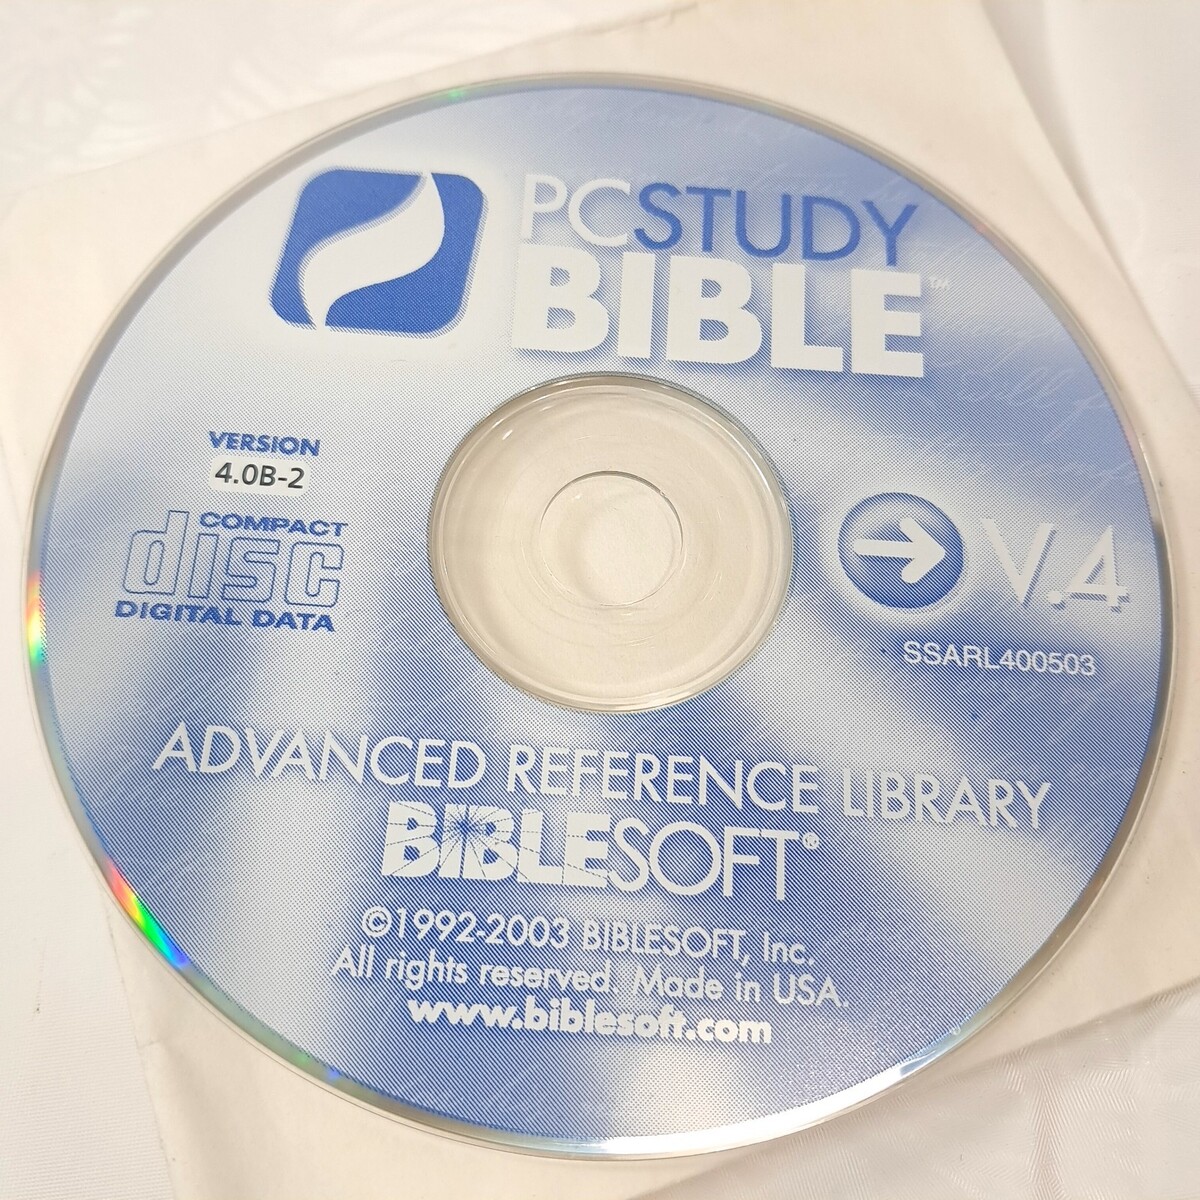 PCSTUDY
BIBLE™
VERSION
4.0B-2
COMPACT
disc
DIGITAL DATA
V.4
SSARL400503
ADVANCED REFERENCE LIBRARY
BIBLESOFT®
©1992-2003 BIBLESOFT, Inc.
All rights reserved. Made in USA.
www.biblesoft.com